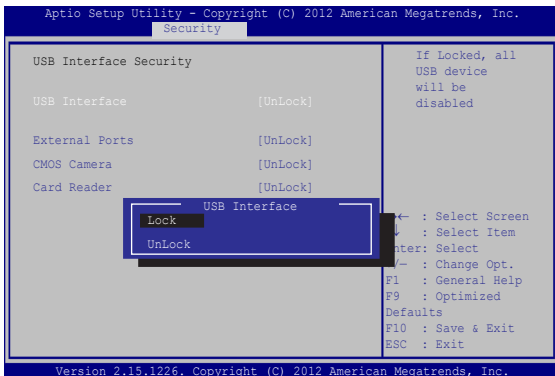 Aptio Setup Utility - Copyright (C) 2012 American Megatrends, Inc.
Security
USB Interface Security
USB Interface [UnLock]
External Ports [UnLock]
CMOS Camera [UnLock]
Card Reader [UnLock]
USB Interface
Lock
UnLock
If Locked, all
USB device
will be
disabled
→← : Select Screen
: Select Item
nter: Select
/— : Change Opt.
F1 : General Help
F9 : Optimized
Defaults
F10 : Save & Exit
ESC : Exit
Version 2.15.1226. Copyright (C) 2012 American Megatrends, Inc.